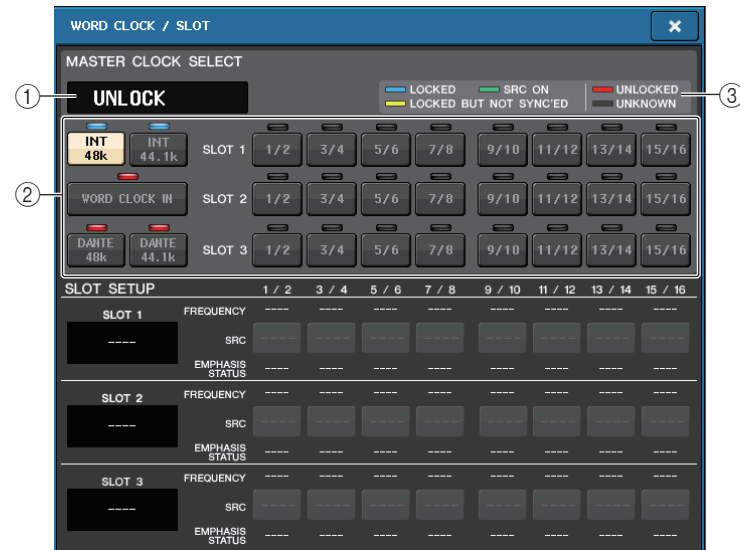 WORD CLOCK / SLOT ×
MASTER CLOCK SELECT
① UNLOCK LOCKED SRC ON UNLOCKED ③
LOCKED BUT NOT SYNC'ED UNKNOWN
② INT 48k INT 44.1k SLOT 1 1/2 3/4 5/6 7/8 9/10 11/12 13/14 15/16
WORD CLOCK IN SLOT 2 1/2 3/4 5/6 7/8 9/10 11/12 13/14 15/16
DANTE 48k DANTE 44.1k SLOT 3 1/2 3/4 5/6 7/8 9/10 11/12 13/14 15/16
SLOT SETUP 1 / 2 3 / 4 5 / 6 7 / 8 9 / 10 11 / 12 13 / 14 15 / 16
SLOT 1 FREQUENCY ---- ---- ---- ---- ---- ---- ---- ----
---- SRC ---- ---- ---- ---- ---- ---- ---- ----
EMPHASIS STATUS ---- ---- ---- ---- ---- ---- ---- ----
SLOT 2 FREQUENCY ---- ---- ---- ---- ---- ---- ---- ----
---- SRC ---- ---- ---- ---- ---- ---- ---- ----
EMPHASIS STATUS ---- ---- ---- ---- ---- ---- ---- ----
SLOT 3 FREQUENCY ---- ---- ---- ---- ---- ---- ---- ----
---- SRC ---- ---- ---- ---- ---- ---- ---- ----
EMPHASIS STATUS ---- ---- ---- ---- ---- ---- ---- ----